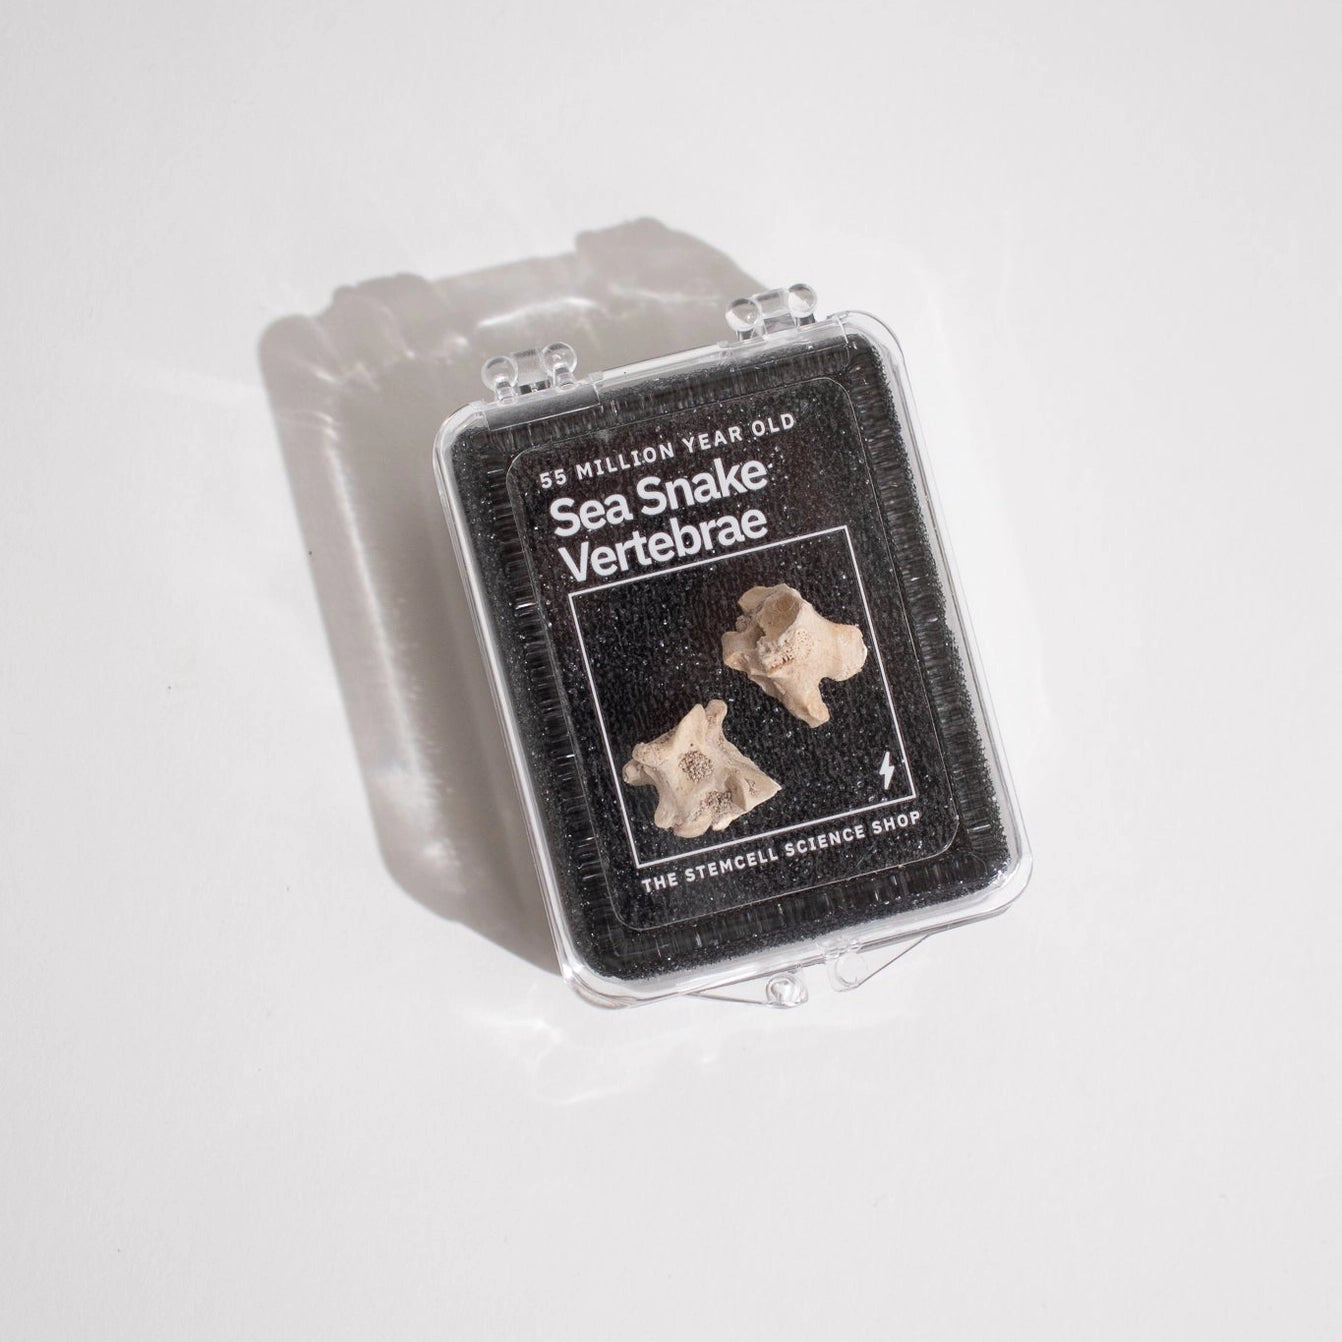 55 MILLION YEAR OLD
Sea Snake
Vertebrae
THE STEMCELL SCIENCE SHOP